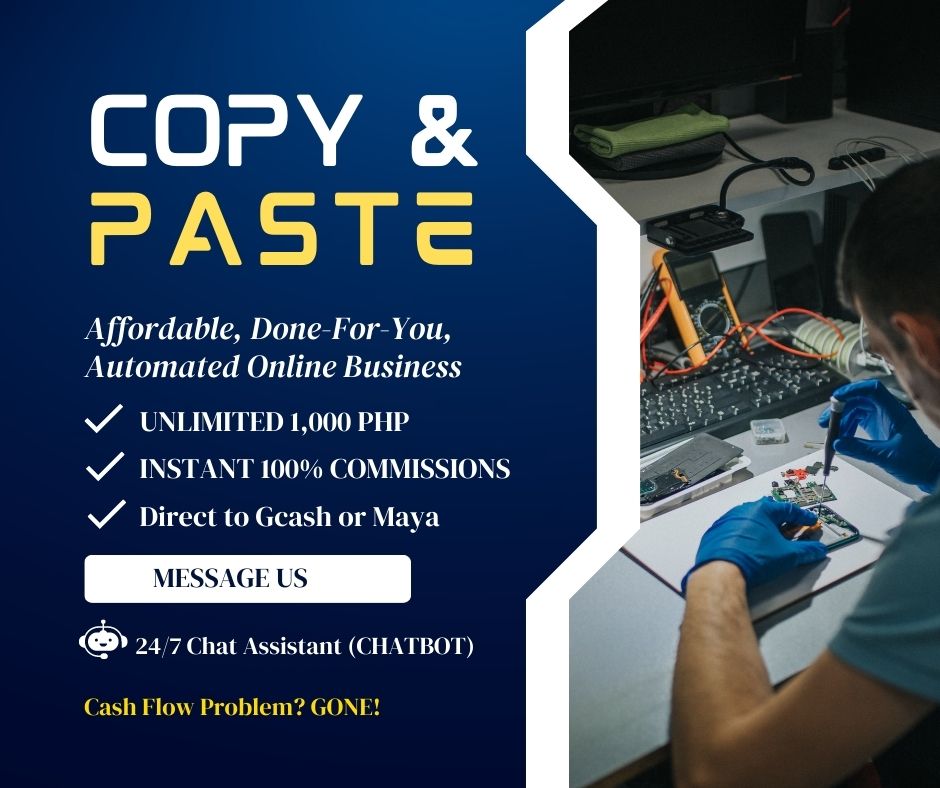 COPY &
PASTE
Affordable, Done-For-You,
Automated Online Business
UNLIMITED 1,000 PHP
INSTANT 100% COMMISSIONS
Direct to Gcash or Maya
MESSAGE US
24/7 Chat Assistant (CHATBOT)
Cash Flow Problem? GONE!